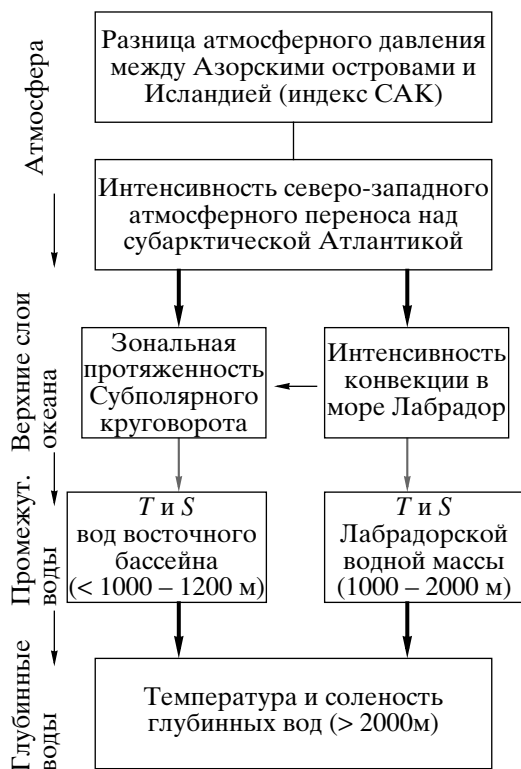 Разница атмосферного давления
между Азорскими островами и
Исландией (индекс САК)
Атмосфера
Интенсивность северо-западного
атмосферного переноса над
субарктической Атлантикой
Верхние слои
океана
Зональная
протяженность
Субполярного
круговорота
Интенсивность
конвекции в
море Лабрадор
Промежут.
воды
T и S
вод восточного
бассейна
(< 1000 – 1200 м)
T и S
Лабрадорской
водной массы
(1000 – 2000 м)
Глубинные
воды
Температура и соленость
глубинных вод (> 2000м)